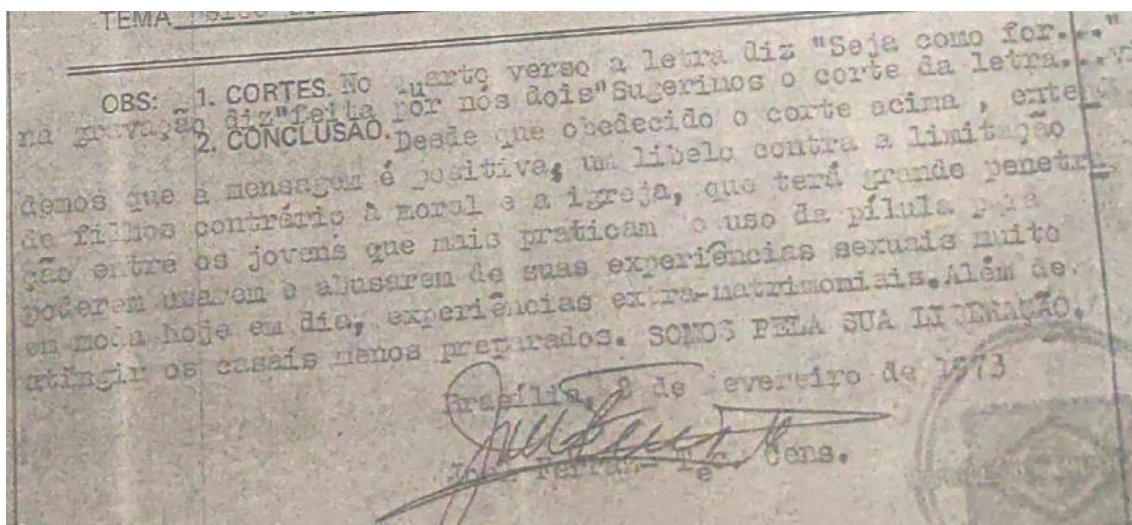 TEMA
OBS: 1. CORTES. No quarto verso a letra diz "Seja como for..."
na gravação diz"feita por nós dois"Sugerimos o corte da letra...
2. CONCLUSÃO. Desde que obedecido o corte acima , enten
demos que a mensagem é positiva, um libelo contra a limitação
de filhos contrário à moral e a igreja, que terá grande penetra
ção entre os jovens que mais praticam o uso da pílula para
poderem usarem e abusarem de suas experiências sexuais muito
em moda hoje em dia, experiências extra-matrimoniais.Além de
atingir os casais menos preparados. SOMOS PELA SUA LIBERAÇÃO.
Brasília, 2 de fevereiro de 1973
Cens.